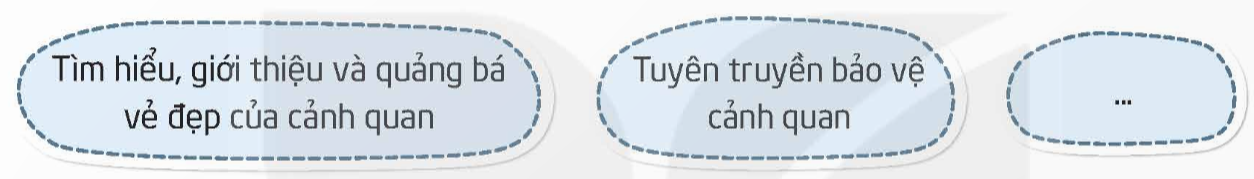 Tìm hiểu, giới thiệu và quảng bá
vẻ đẹp của cảnh quan
Tuyên truyền bảo vệ
cảnh quan
...